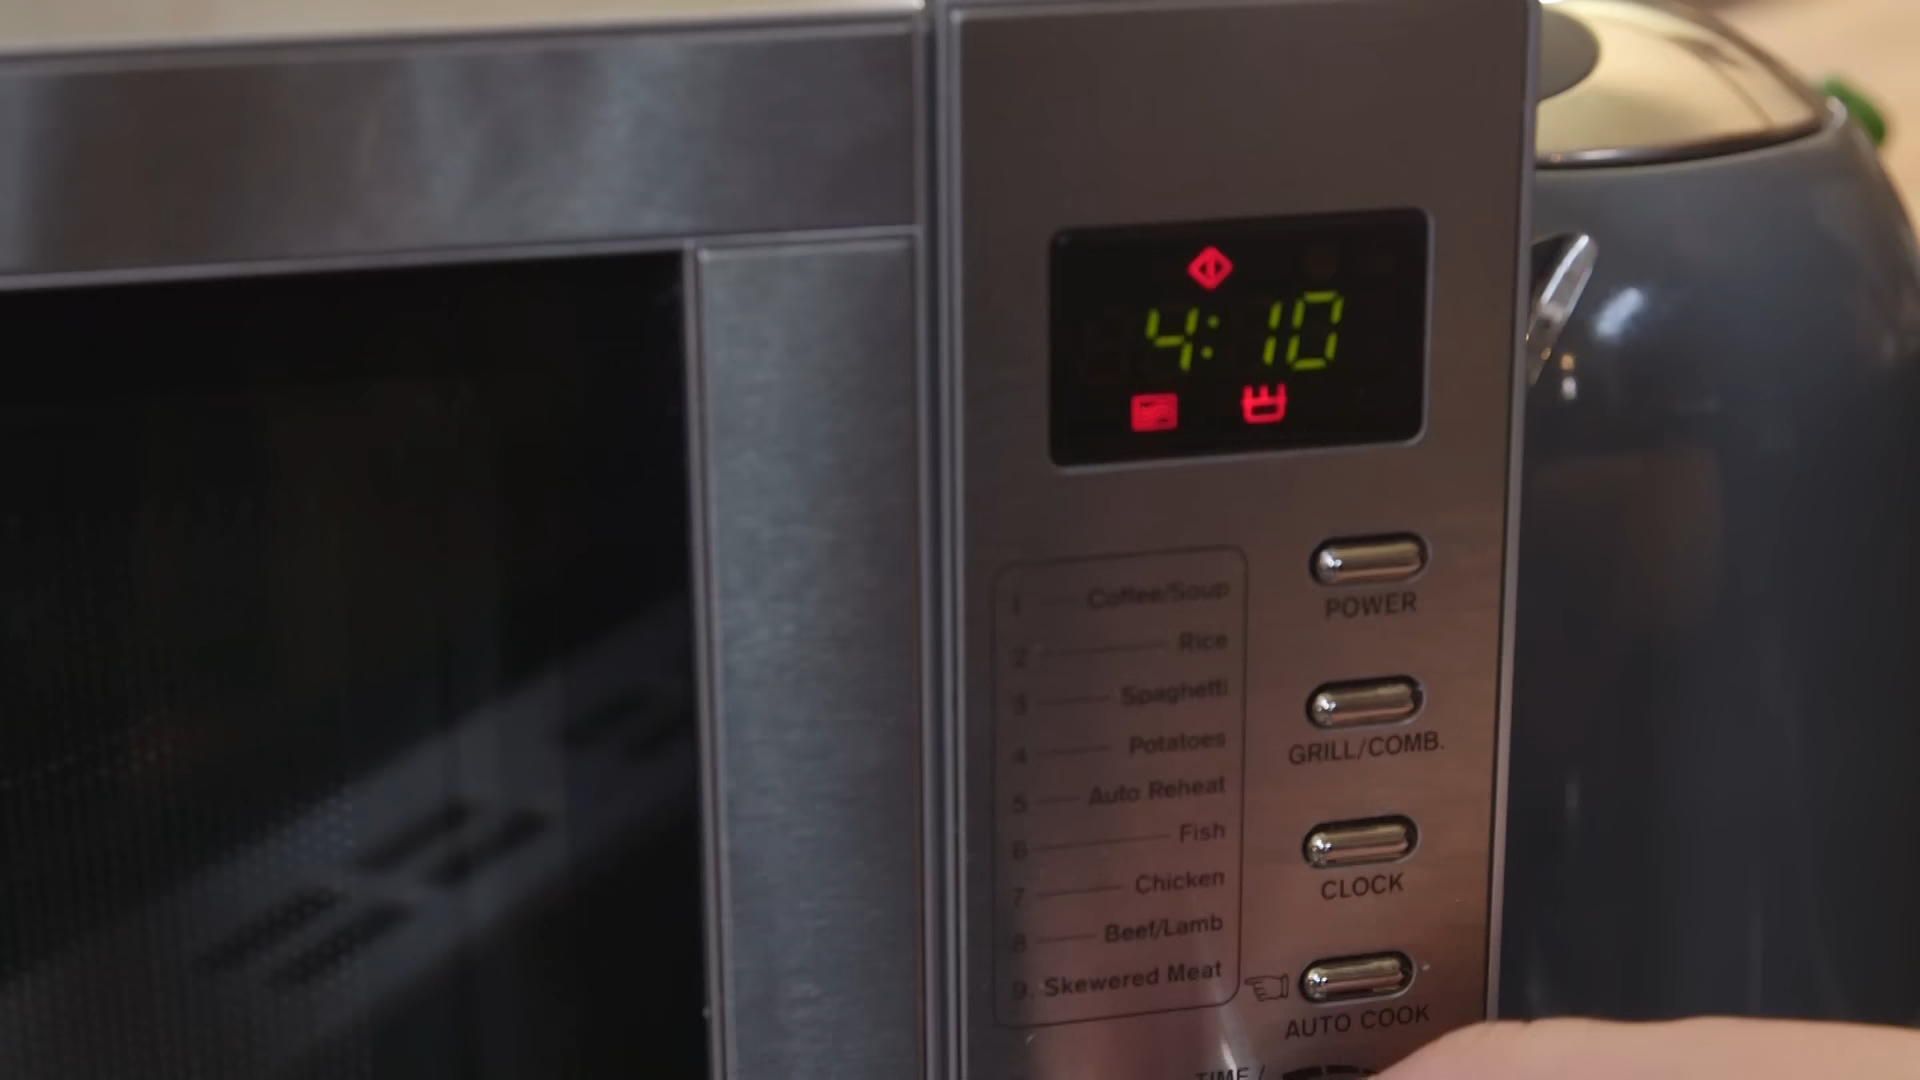 4:10
1 Coffee/Soup
2 Rice
3 Spaghetti
4 Potatoes
5 Auto Reheat
6 Fish
7 Chicken
8 Beef/Lamb
9. Skewered Meat
POWER
GRILL/COMB.
CLOCK
AUTO COOK
TIME /